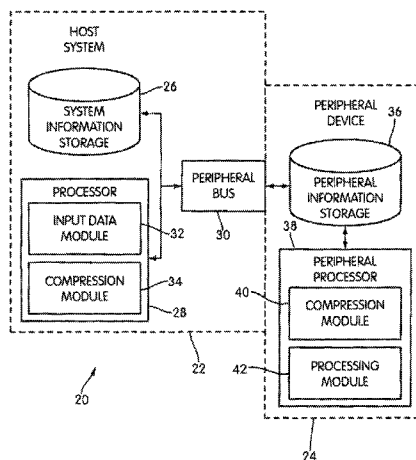 HOST
SYSTEM
26
SYSTEM
INFORMATION
STORAGE
PROCESSOR
INPUT DATA
MODULE
32
COMPRESSION
MODULE
34
28
22
20
PERIPHERAL
BUS
30
PERIPHERAL
DEVICE
36
PERIPHERAL
INFORMATION
STORAGE
38
PERIPHERAL
PROCESSOR
40
COMPRESSION
MODULE
42
PROCESSING
MODULE
24